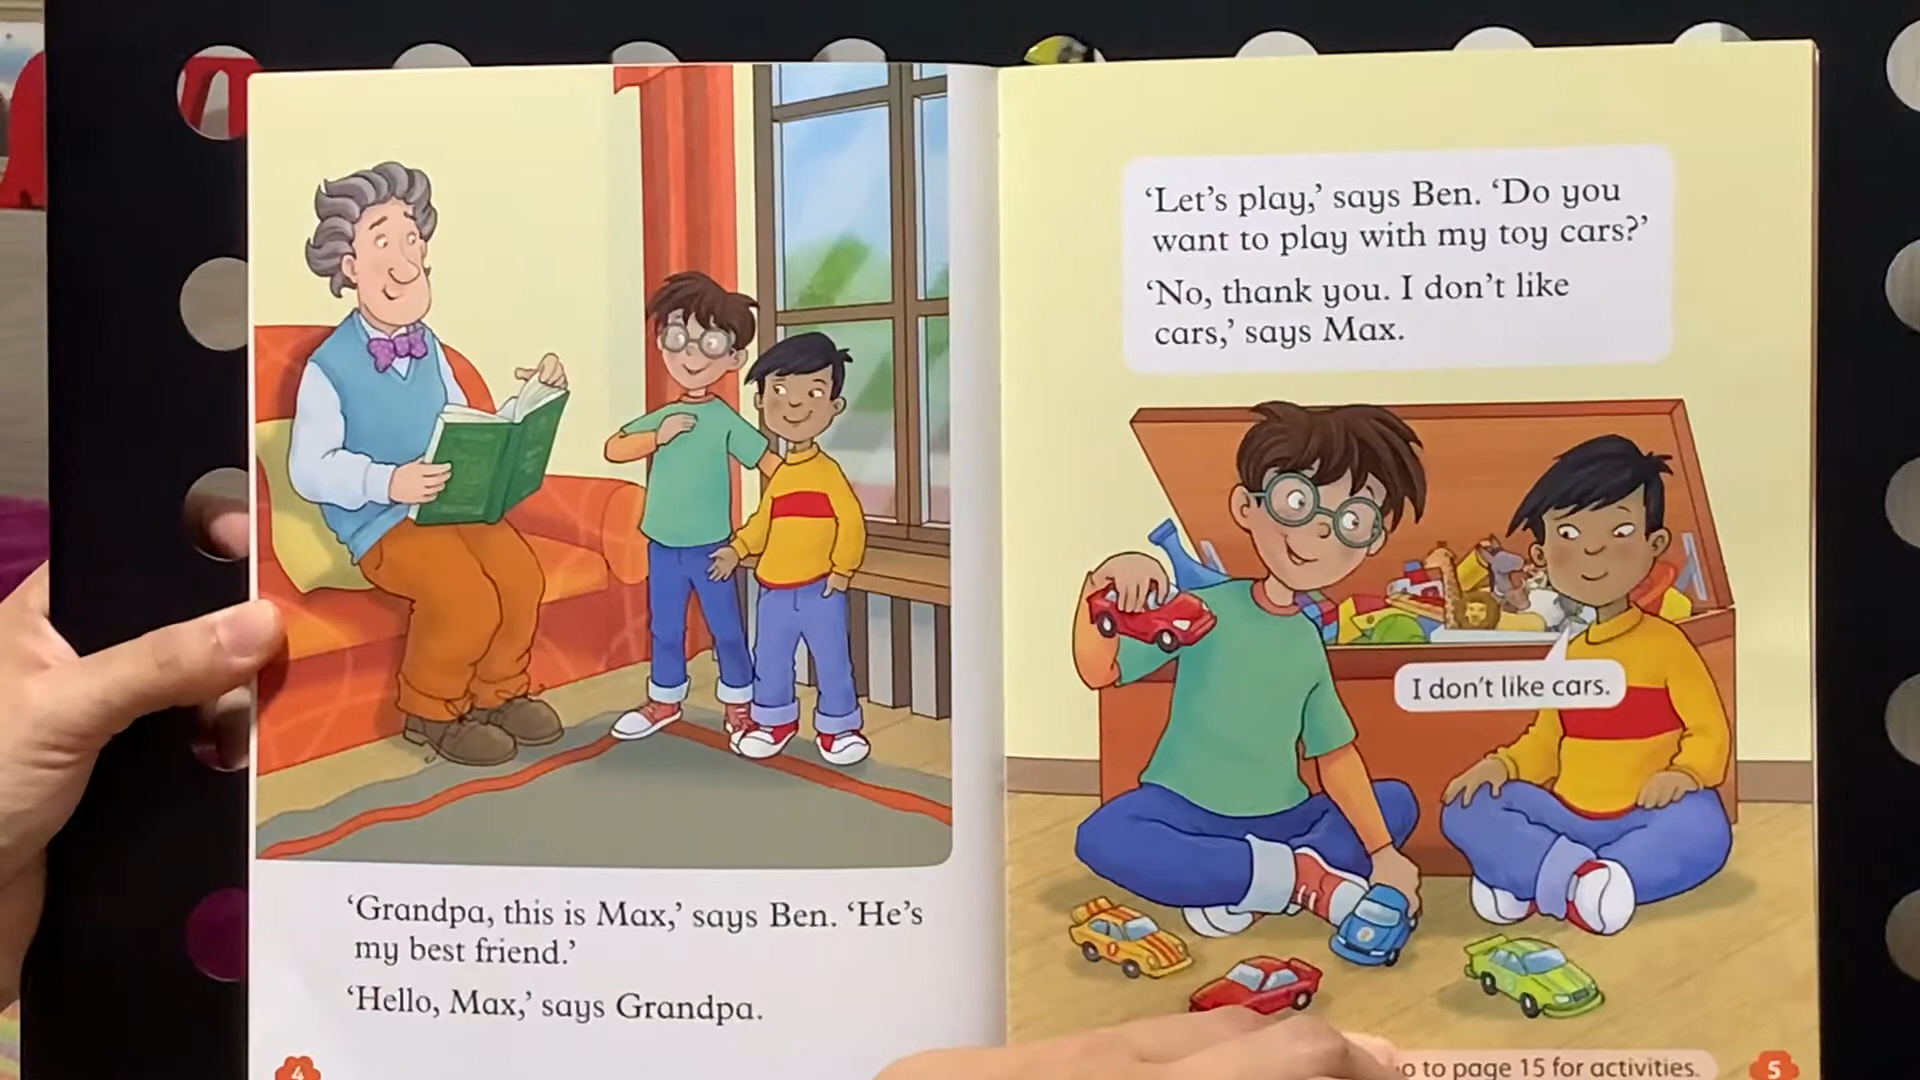 ‘Grandpa, this is Max,’ says Ben. ‘He’s
my best friend.’
‘Hello, Max,’ says Grandpa.
4
‘Let’s play,’ says Ben. ‘Do you
want to play with my toy cars?’
‘No, thank you. I don’t like
cars,’ says Max.
I don’t like cars.
to page 15 for activities.
5